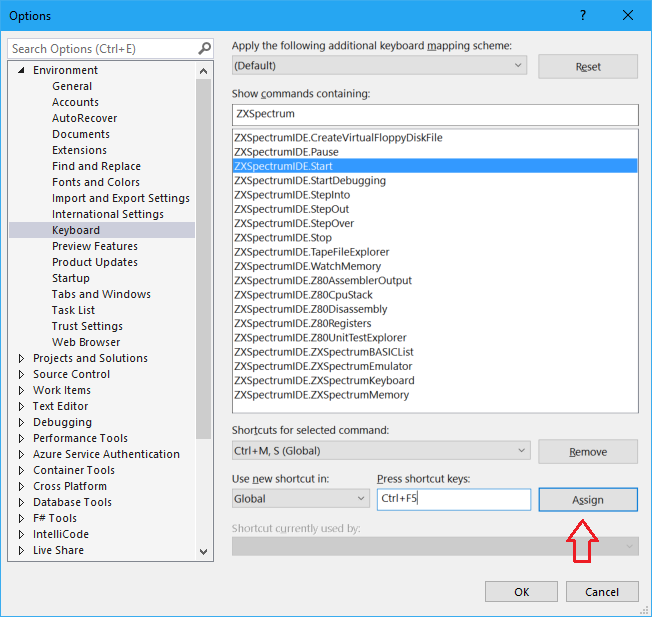 Options
Search Options (Ctrl+E)
Environment
General
Accounts
AutoRecover
Documents
Extensions
Find and Replace
Fonts and Colors
Import and Export Settings
International Settings
Keyboard
Preview Features
Product Updates
Startup
Tabs and Windows
Task List
Trust Settings
Web Browser
Projects and Solutions
Source Control
Work Items
Text Editor
Debugging
Performance Tools
Azure Service Authentication
Container Tools
Cross Platform
Database Tools
F# Tools
IntelliCode
Live Share
Apply the following additional keyboard mapping scheme:
(Default)
Reset
Show commands containing:
ZXSpectrum
ZXSpectrumIDE.CreateVirtualFloppyDiskFile
ZXSpectrumIDE.Pause
ZXSpectrumIDE.Start
ZXSpectrumIDE.StartDebugging
ZXSpectrumIDE.StepInto
ZXSpectrumIDE.StepOut
ZXSpectrumIDE.StepOver
ZXSpectrumIDE.Stop
ZXSpectrumIDE.TapeFileExplorer
ZXSpectrumIDE.WatchMemory
ZXSpectrumIDE.Z80AssemblerOutput
ZXSpectrumIDE.Z80CpuStack
ZXSpectrumIDE.Z80Disassembly
ZXSpectrumIDE.Z80Registers
ZXSpectrumIDE.Z80UnitTestExplorer
ZXSpectrumIDE.ZXSpectrumBASICList
ZXSpectrumIDE.ZXSpectrumEmulator
ZXSpectrumIDE.ZXSpectrumKeyboard
ZXSpectrumIDE.ZXSpectrumMemory
Shortcuts for selected command:
Ctrl+M, S (Global)
Remove
Use new shortcut in:
Press shortcut keys:
Global
Ctrl+F5
Assign
Shortcut currently used by:
OK
Cancel